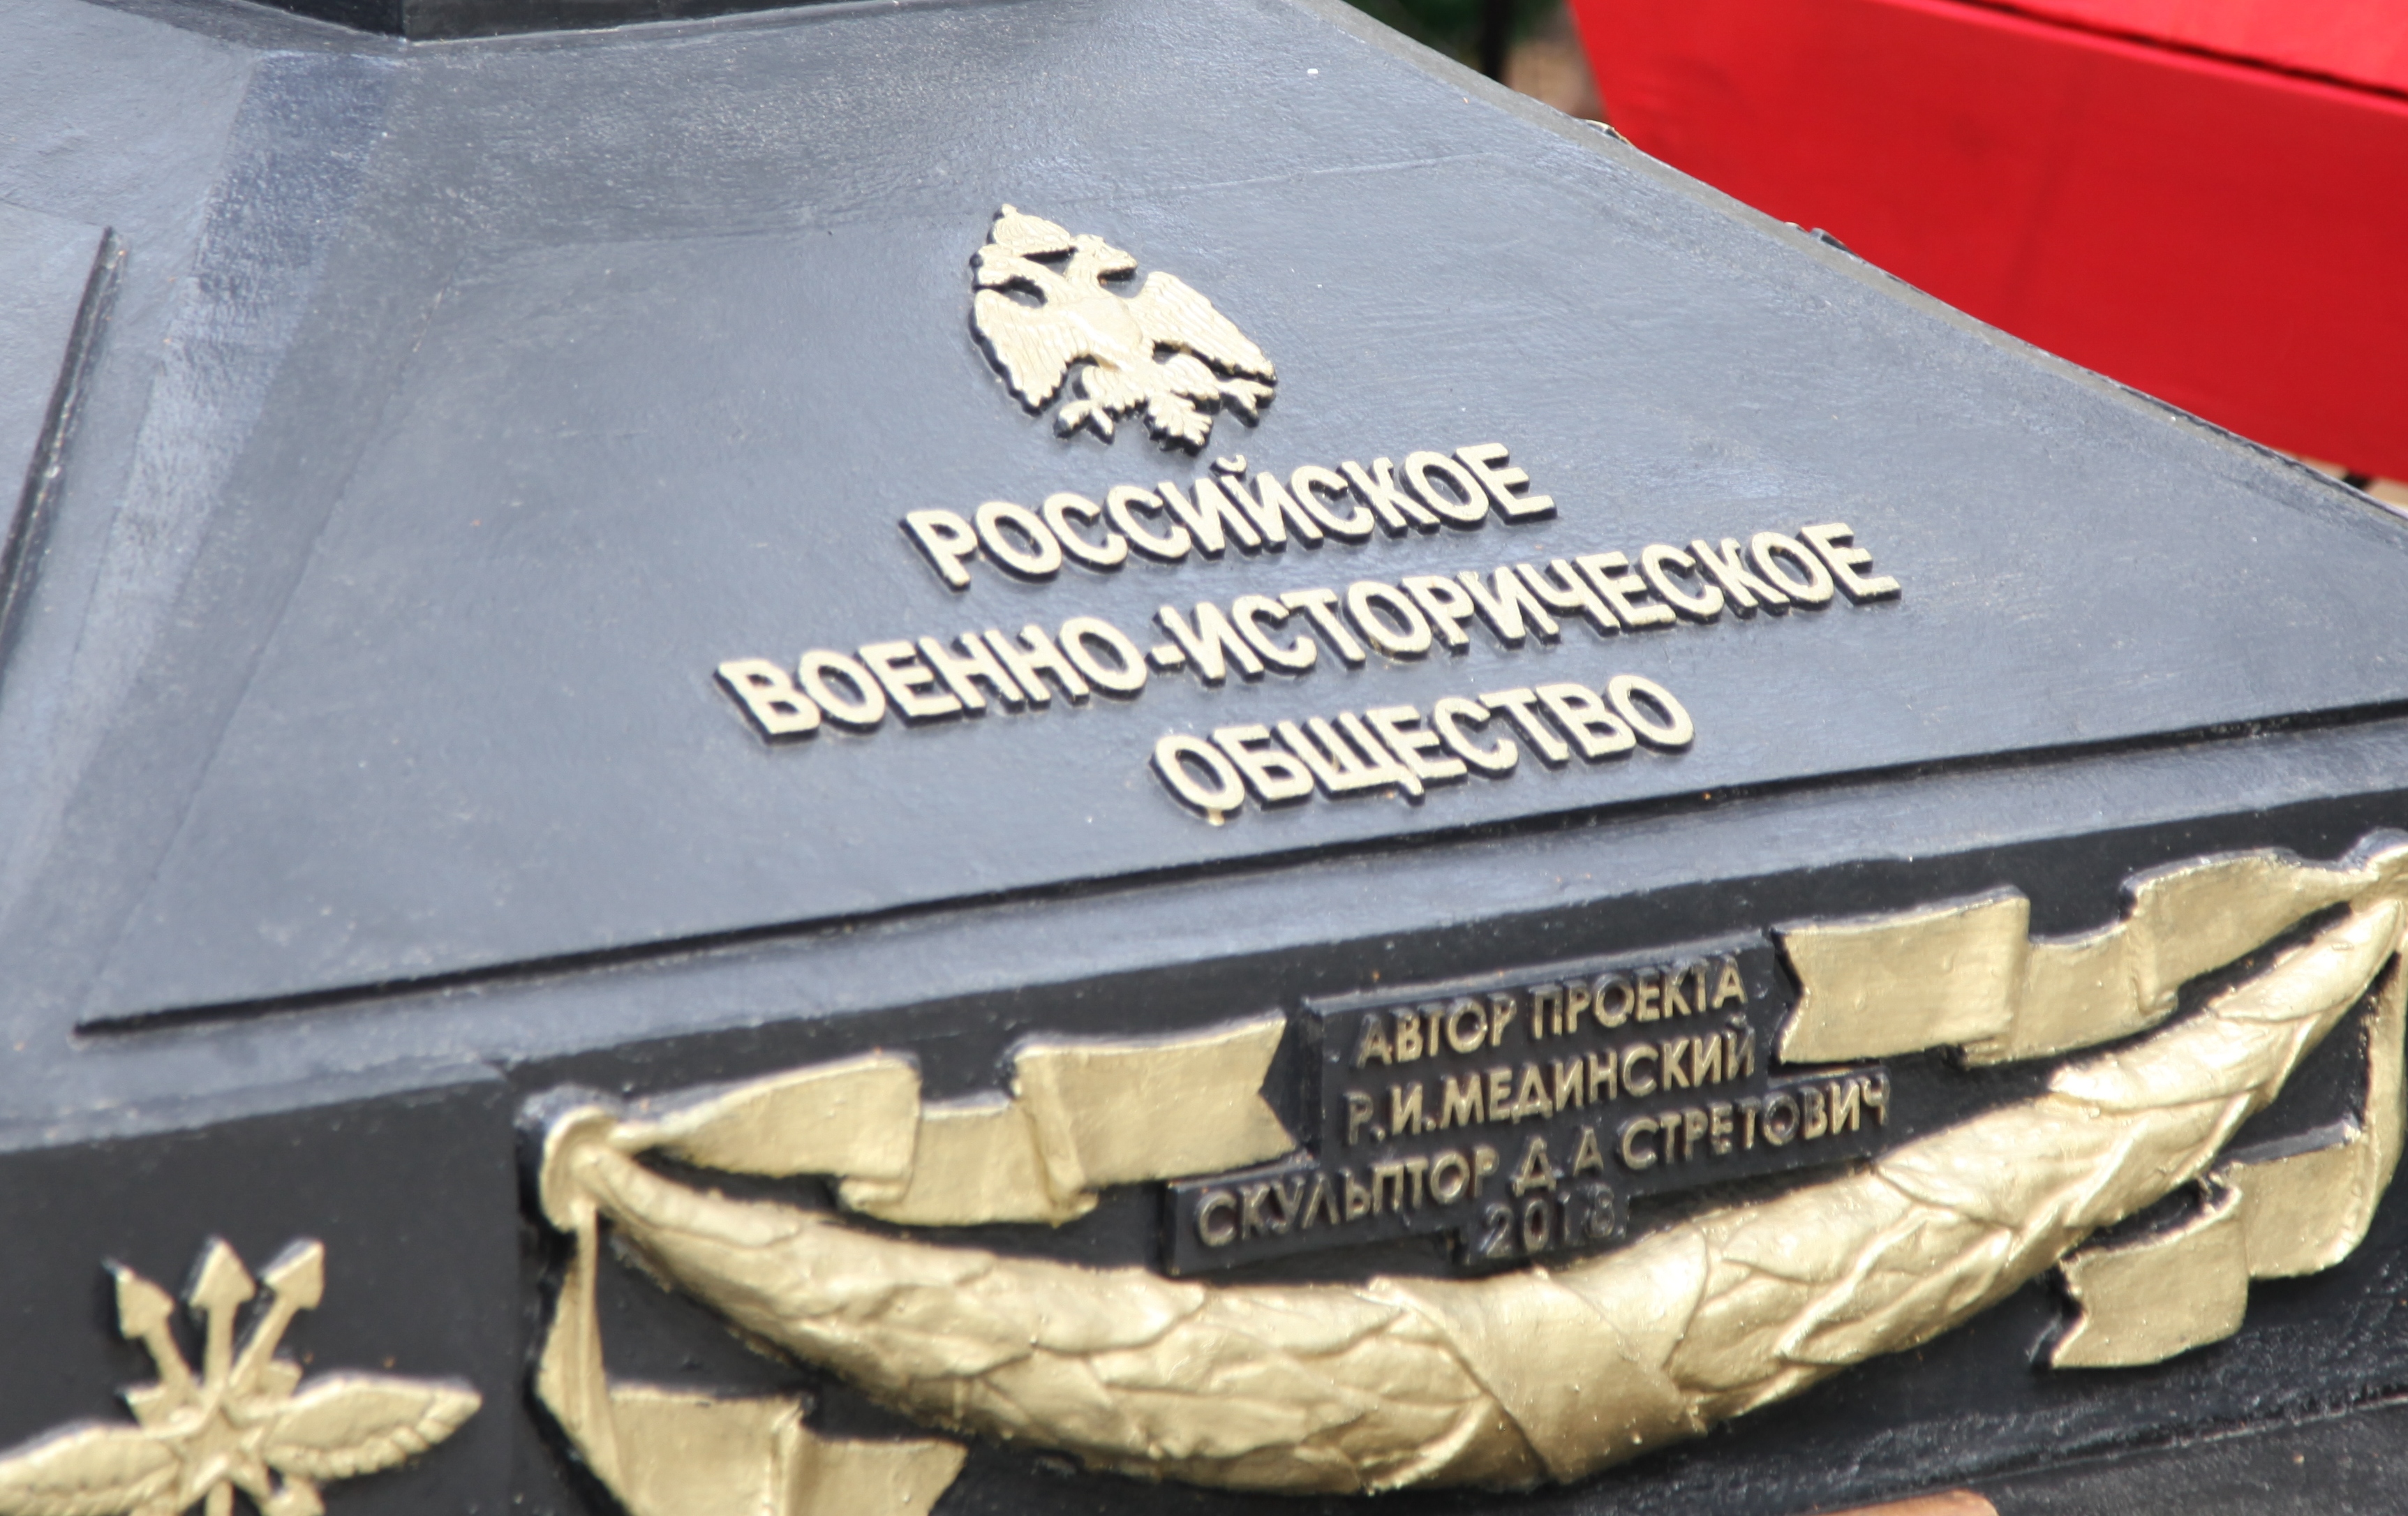 РОССИЙСКОЕ
ВОЕННО-ИСТОРИЧЕСКОЕ
ОБЩЕСТВО
АВТОР ПРОЕКТА
Р.И.МЕДИНСКИЙ
СКУЛЬПТОР Д А СТРЕТОВИЧ
2018